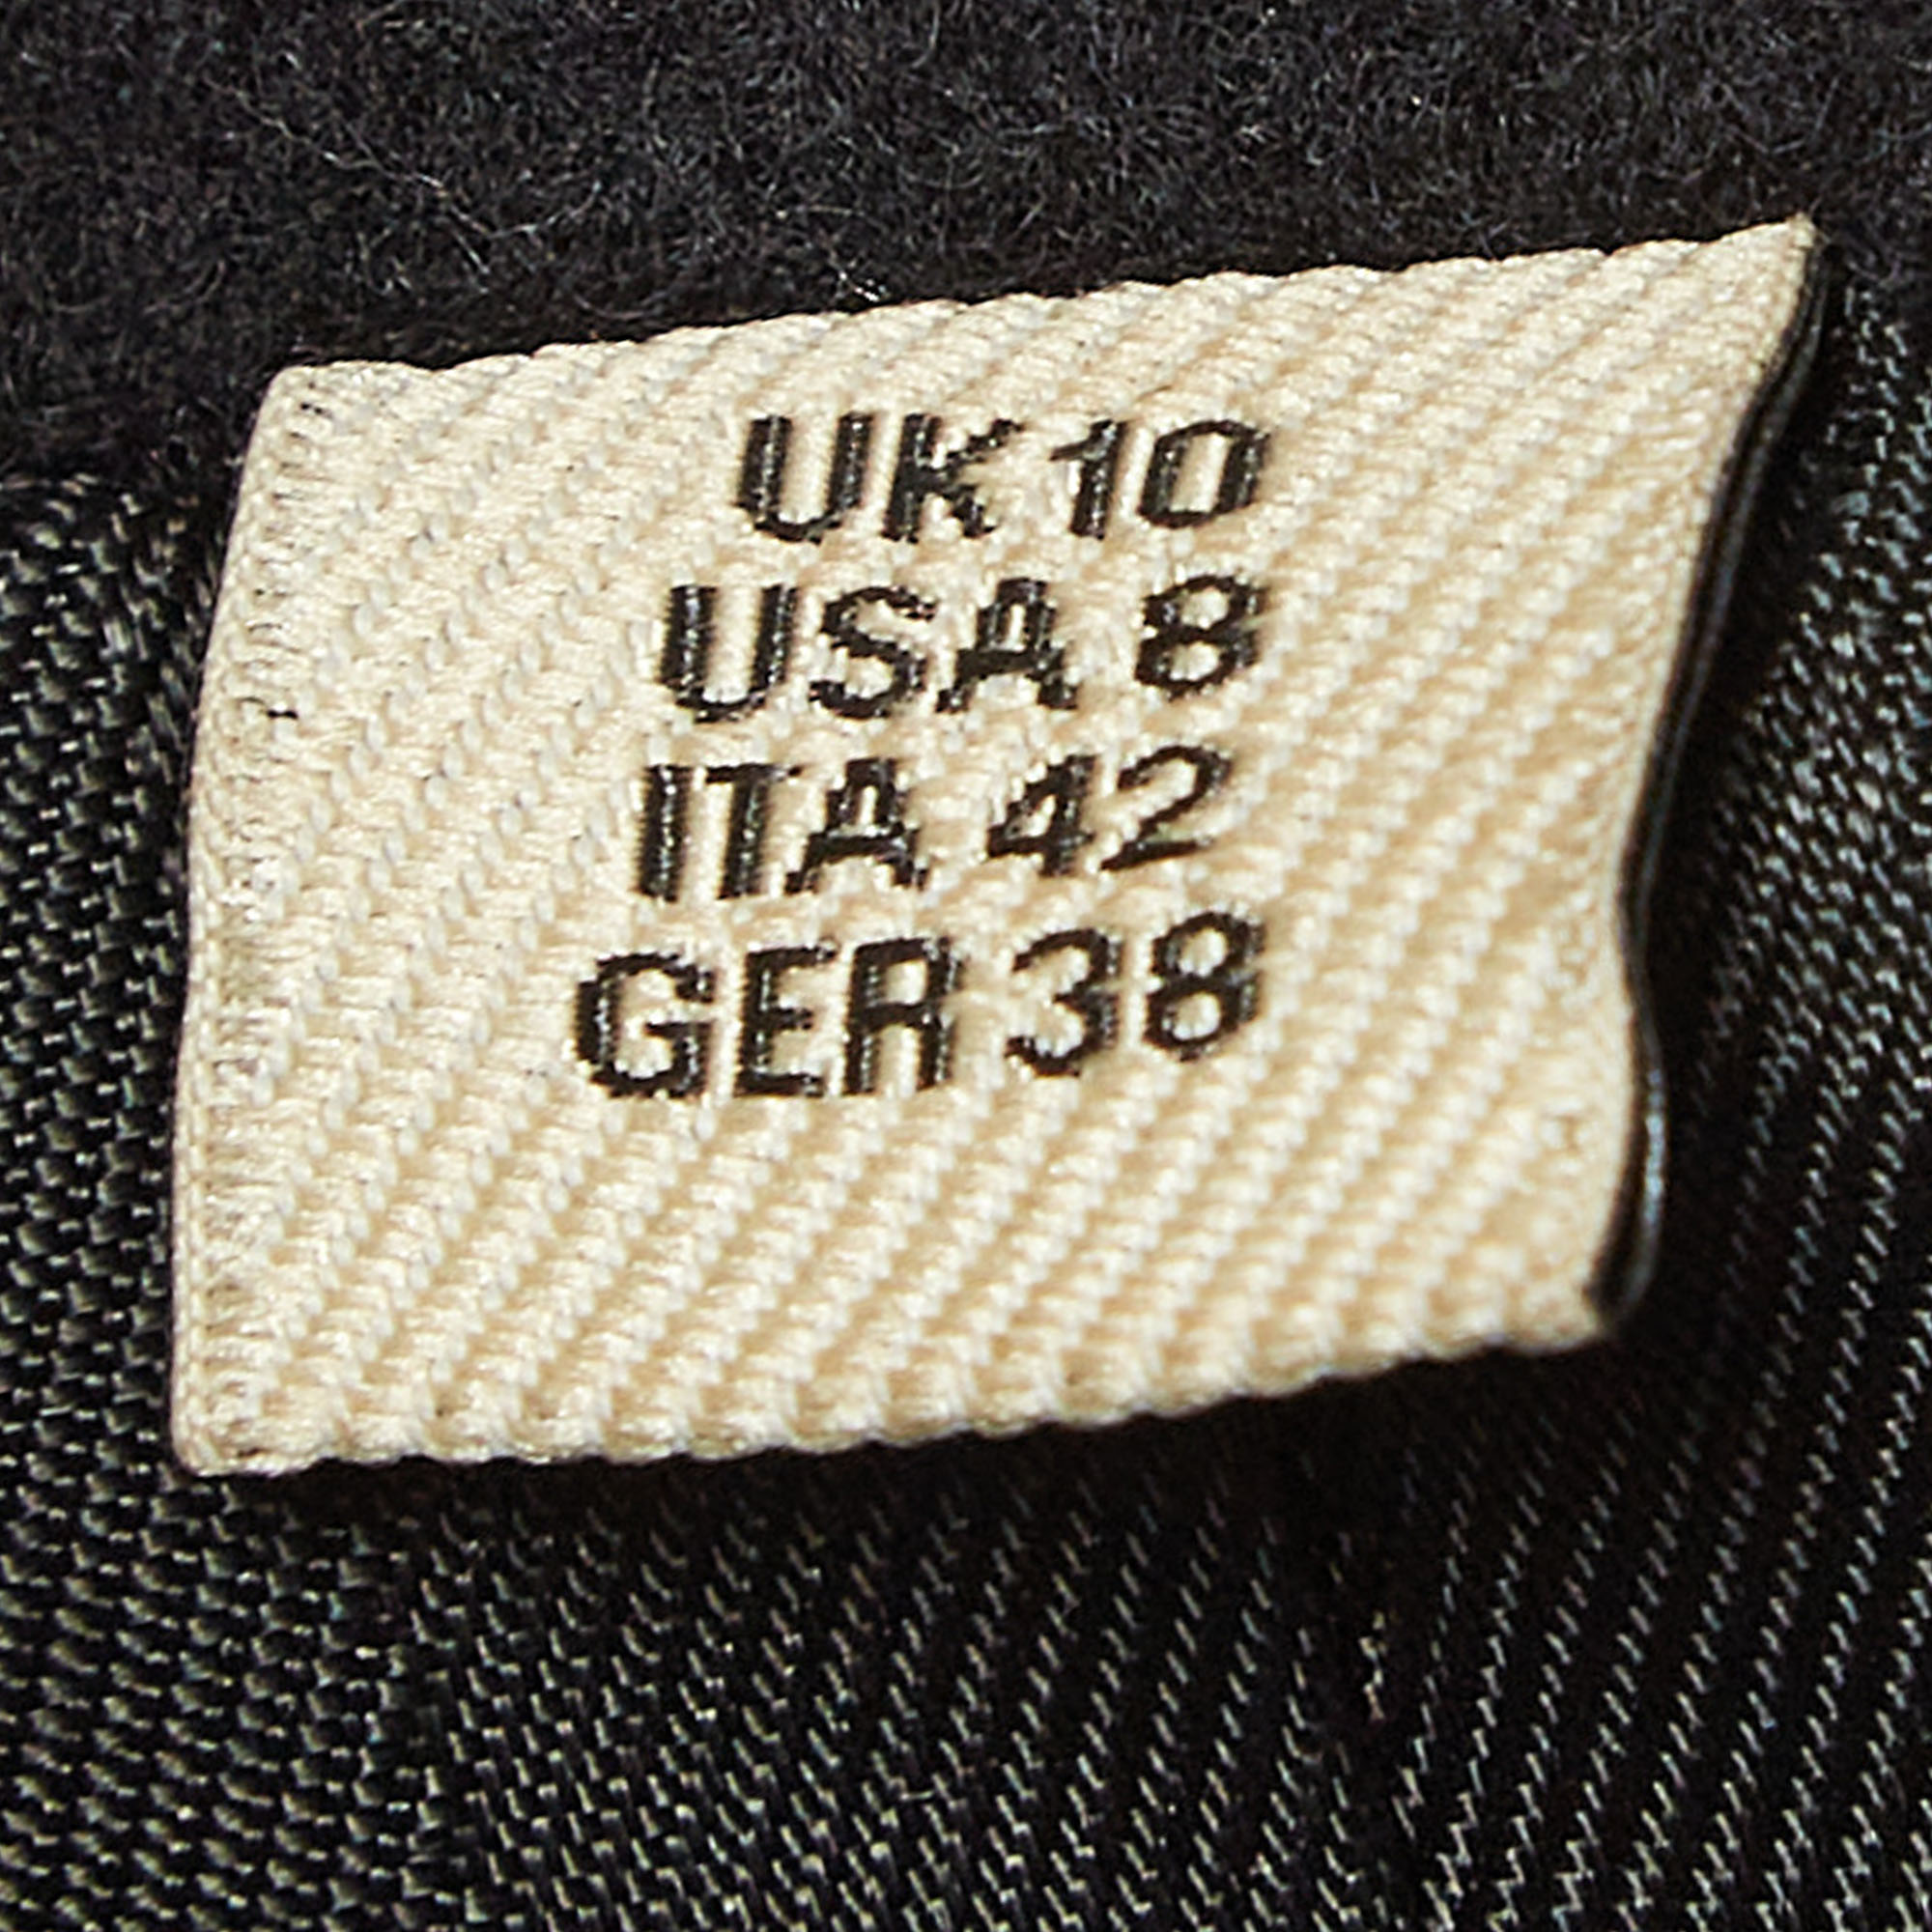 UK 10
USA 8
ITA 42
GER 38